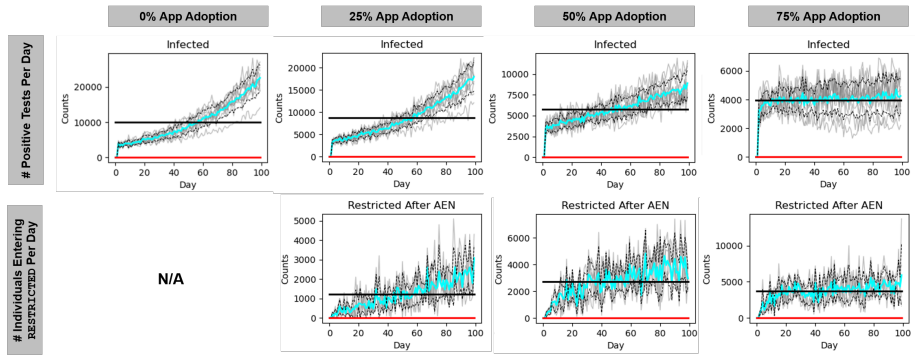 0% App Adoption
25% App Adoption
50% App Adoption
75% App Adoption
# Positive Tests Per Day
Infected
Counts
20000
10000
0
0 20 40 60 80 100
Day
Infected
Counts
20000
15000
10000
5000
0
0 20 40 60 80 100
Day
Infected
Counts
10000
7500
5000
2500
0
0 20 40 60 80 100
Day
Infected
Counts
6000
4000
2000
0
0 20 40 60 80 100
Day
# Individuals Entering
RESTRICTED Per Day
N/A
Restricted After AEN
Counts
5000
4000
3000
2000
1000
0
0 20 40 60 80 100
Day
Restricted After AEN
Counts
6000
4000
2000
0
0 20 40 60 80 100
Day
Restricted After AEN
Counts
10000
5000
0
0 20 40 60 80 100
Day